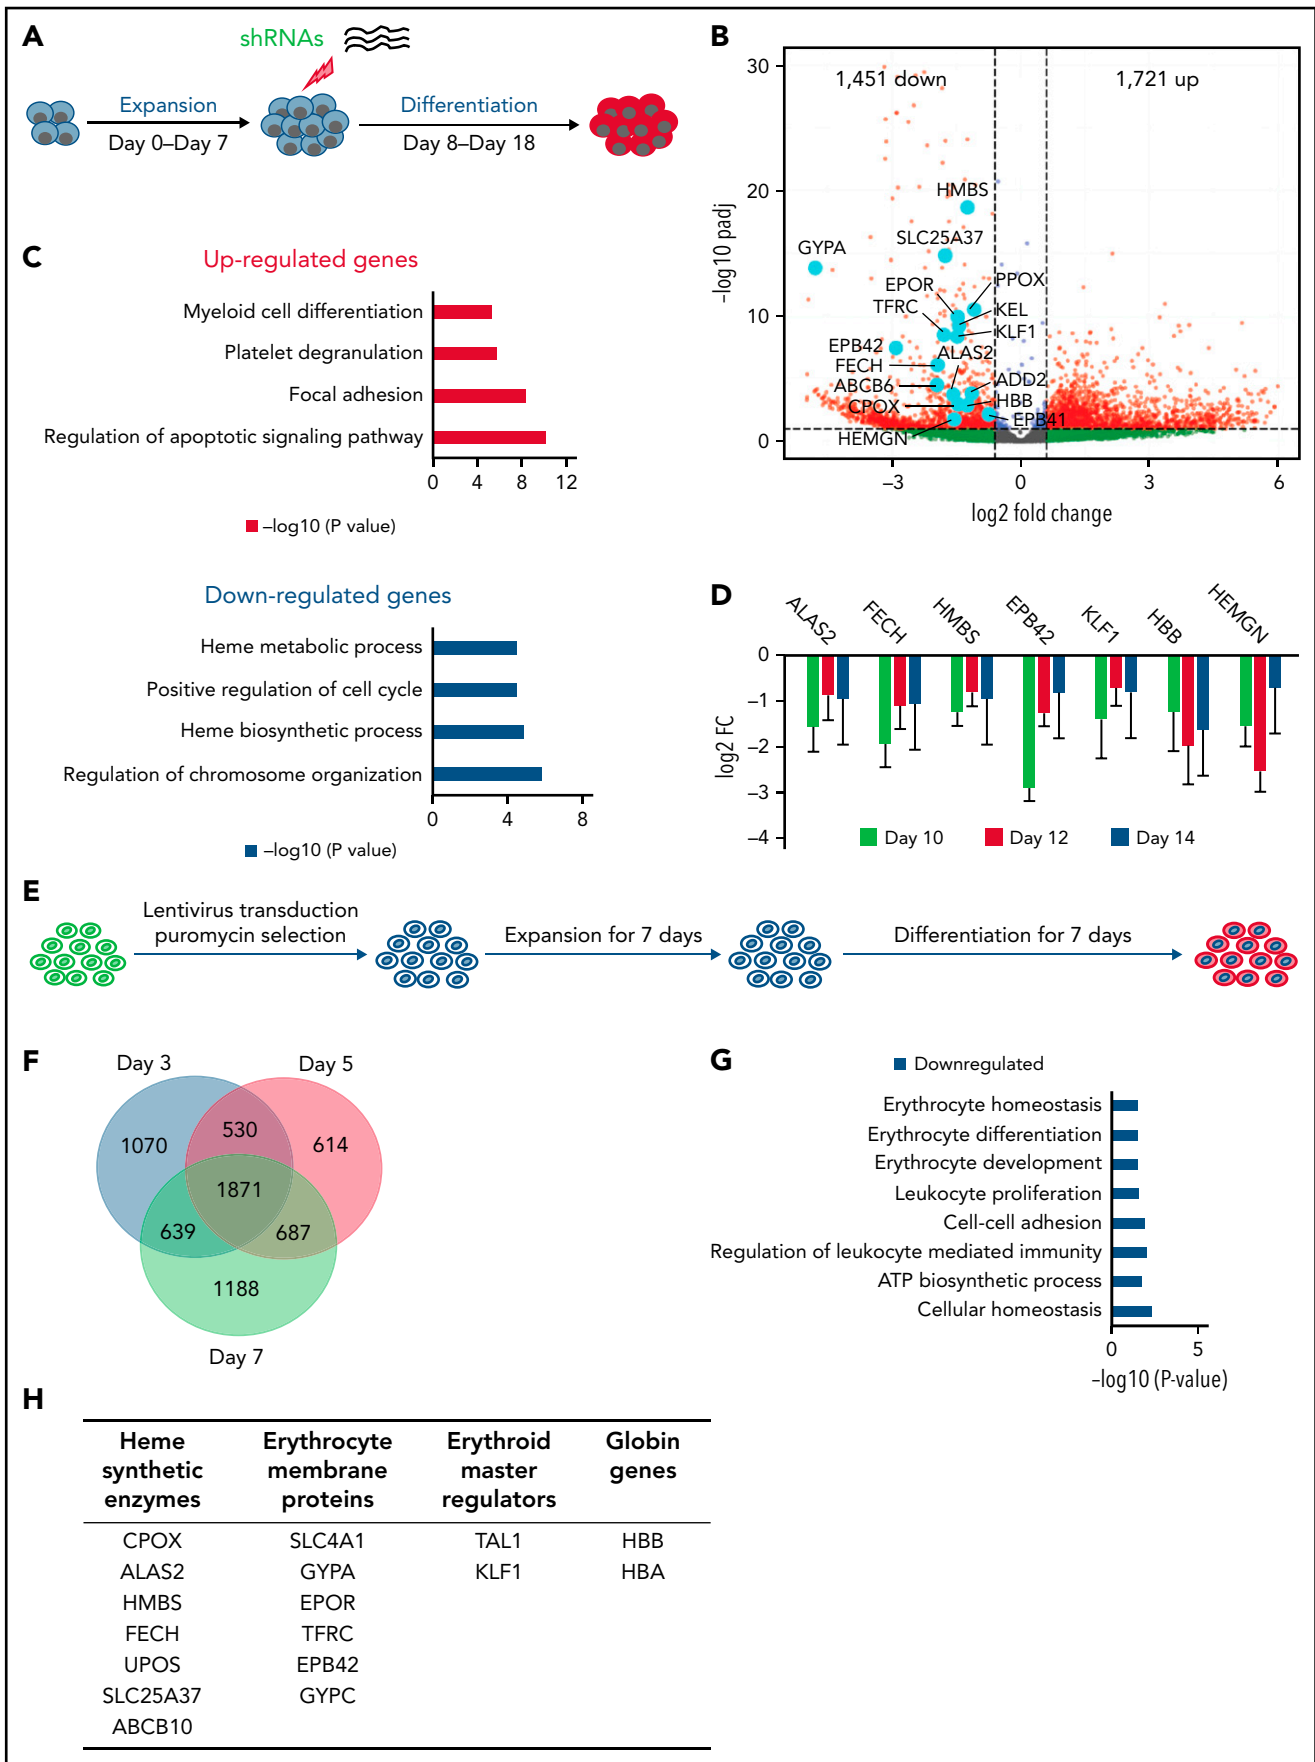 A
shRNAs
Expansion
Day 0–Day 7
Differentiation
Day 8–Day 18
B
1,451 down
1,721 up
30
20
10
0
–log10 padj
HMBS
SLC25A37
GYPA
EPOR
PPOX
TFRC
KEL
KLF1
EPB42
ALAS2
FECH
ABCB6
ADD2
CPOX
HBB
EPB41
HEMGN
–3
0
3
6
log2 fold change
C
Up-regulated genes
Myeloid cell differentiation
Platelet degranulation
Focal adhesion
Regulation of apoptotic signaling pathway
0
4
8
12
–log10 (P value)
Down-regulated genes
Heme metabolic process
Positive regulation of cell cycle
Heme biosynthetic process
Regulation of chromosome organization
0
4
8
–log10 (P value)
D
ALAS2
FECH
HMBS
EPB42
KLF1
HBB
HEMGN
0
–1
–2
–3
–4
log2 FC
Day 10
Day 12
Day 14
E
Lentivirus transduction
puromycin selection
Expansion for 7 days
Differentiation for 7 days
F
Day 3
Day 5
1070
530
614
1871
639
687
1188
Day 7
G
Downregulated
Erythrocyte homeostasis
Erythrocyte differentiation
Erythrocyte development
Leukocyte proliferation
Cell-cell adhesion
Regulation of leukocyte mediated immunity
ATP biosynthetic process
Cellular homeostasis
0
5
–log10 (P-value)
H
Heme synthetic enzymes
Erythrocyte membrane proteins
Erythroid master regulators
Globin genes
CPOX SLC4A1 TAL1 HBB
ALAS2 GYPA KLF1 HBA
HMBS EPOR
FECH TFRC
UPOS EPB42
SLC25A37 GYPC
ABCB10